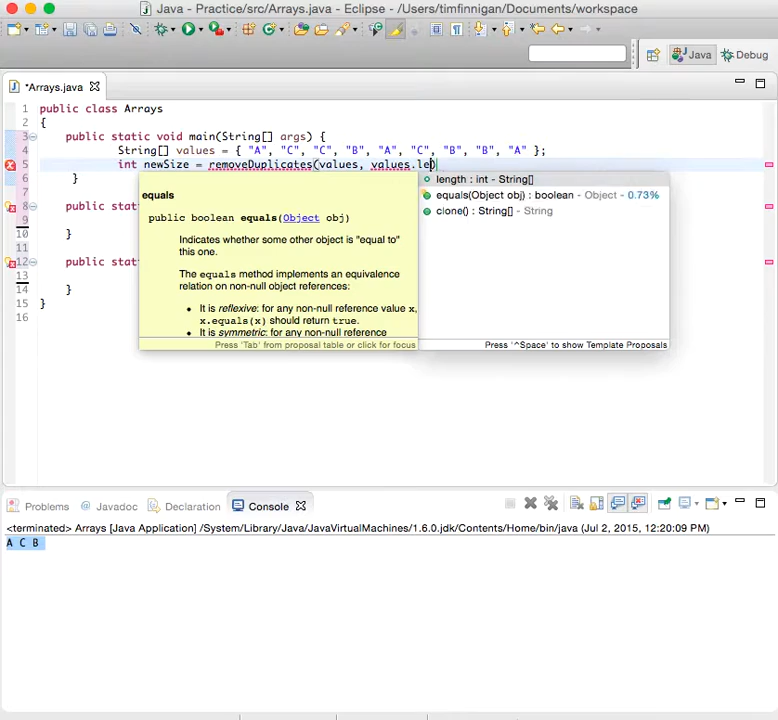 Java - Practice/src/Arrays.java - Eclipse - /Users/timfinnigan/Documents/workspace
Java
Debug
*Arrays.java
1 public class Arrays
2 {
3 public static void main(String[] args) {
4 String[] values = { "A", "C", "C", "B", "A", "C", "B", "B", "A" };
5 int newSize = removeDuplicates(values, values.le)
6 }
7
8 public stat
9
10 }
11
12 public stat
13
14 }
15 }
16
equals
public boolean equals(Object obj)
Indicates whether some other object is "equal to"
this one.
The equals method implements an equivalence
relation on non-null object references:
• It is reflexive: for any non-null reference value x,
x.equals(x) should return true.
• It is symmetric: for any non-null reference
Press 'Tab' from proposal table or click for focus
length : int - String[]
equals(Object obj) : boolean - Object - 0.73%
clone() : String[] - String
Press '^Space' to show Template Proposals
Problems
@ Javadoc
Declaration
Console
<terminated> Arrays [Java Application] /System/Library/Java/JavaVirtualMachines/1.6.0.jdk/Contents/Home/bin/java (Jul 2, 2015, 12:20:09 PM)
A C B